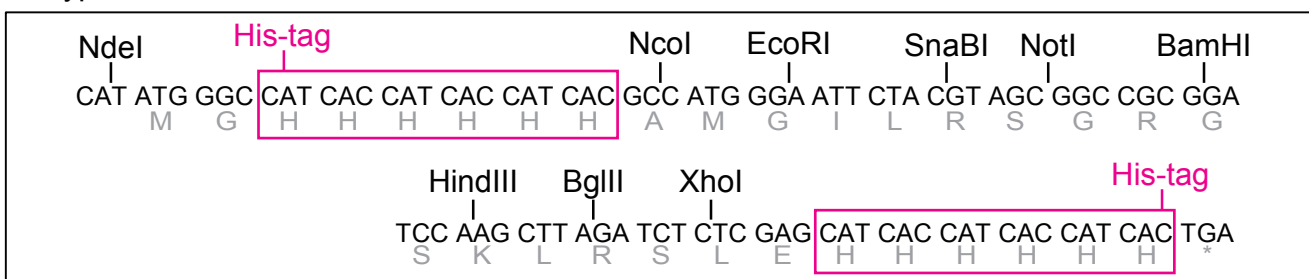 His-tag
NdeI NcoI EcoRI SnaBI NotI BamHI
CAT ATG GGC CAT CAC CAT CAC CAT CAC GCC ATG GGA ATT CTA CGT AGC GGC CGC GGA
M G H H H H H H A M G I L R S G R G
HindIII BglII XhoI His-tag
TCC AAG CTT AGA TCT CTC GAG CAT CAC CAT CAC CAT CAC TGA
S K L R S L E H H H H H H *